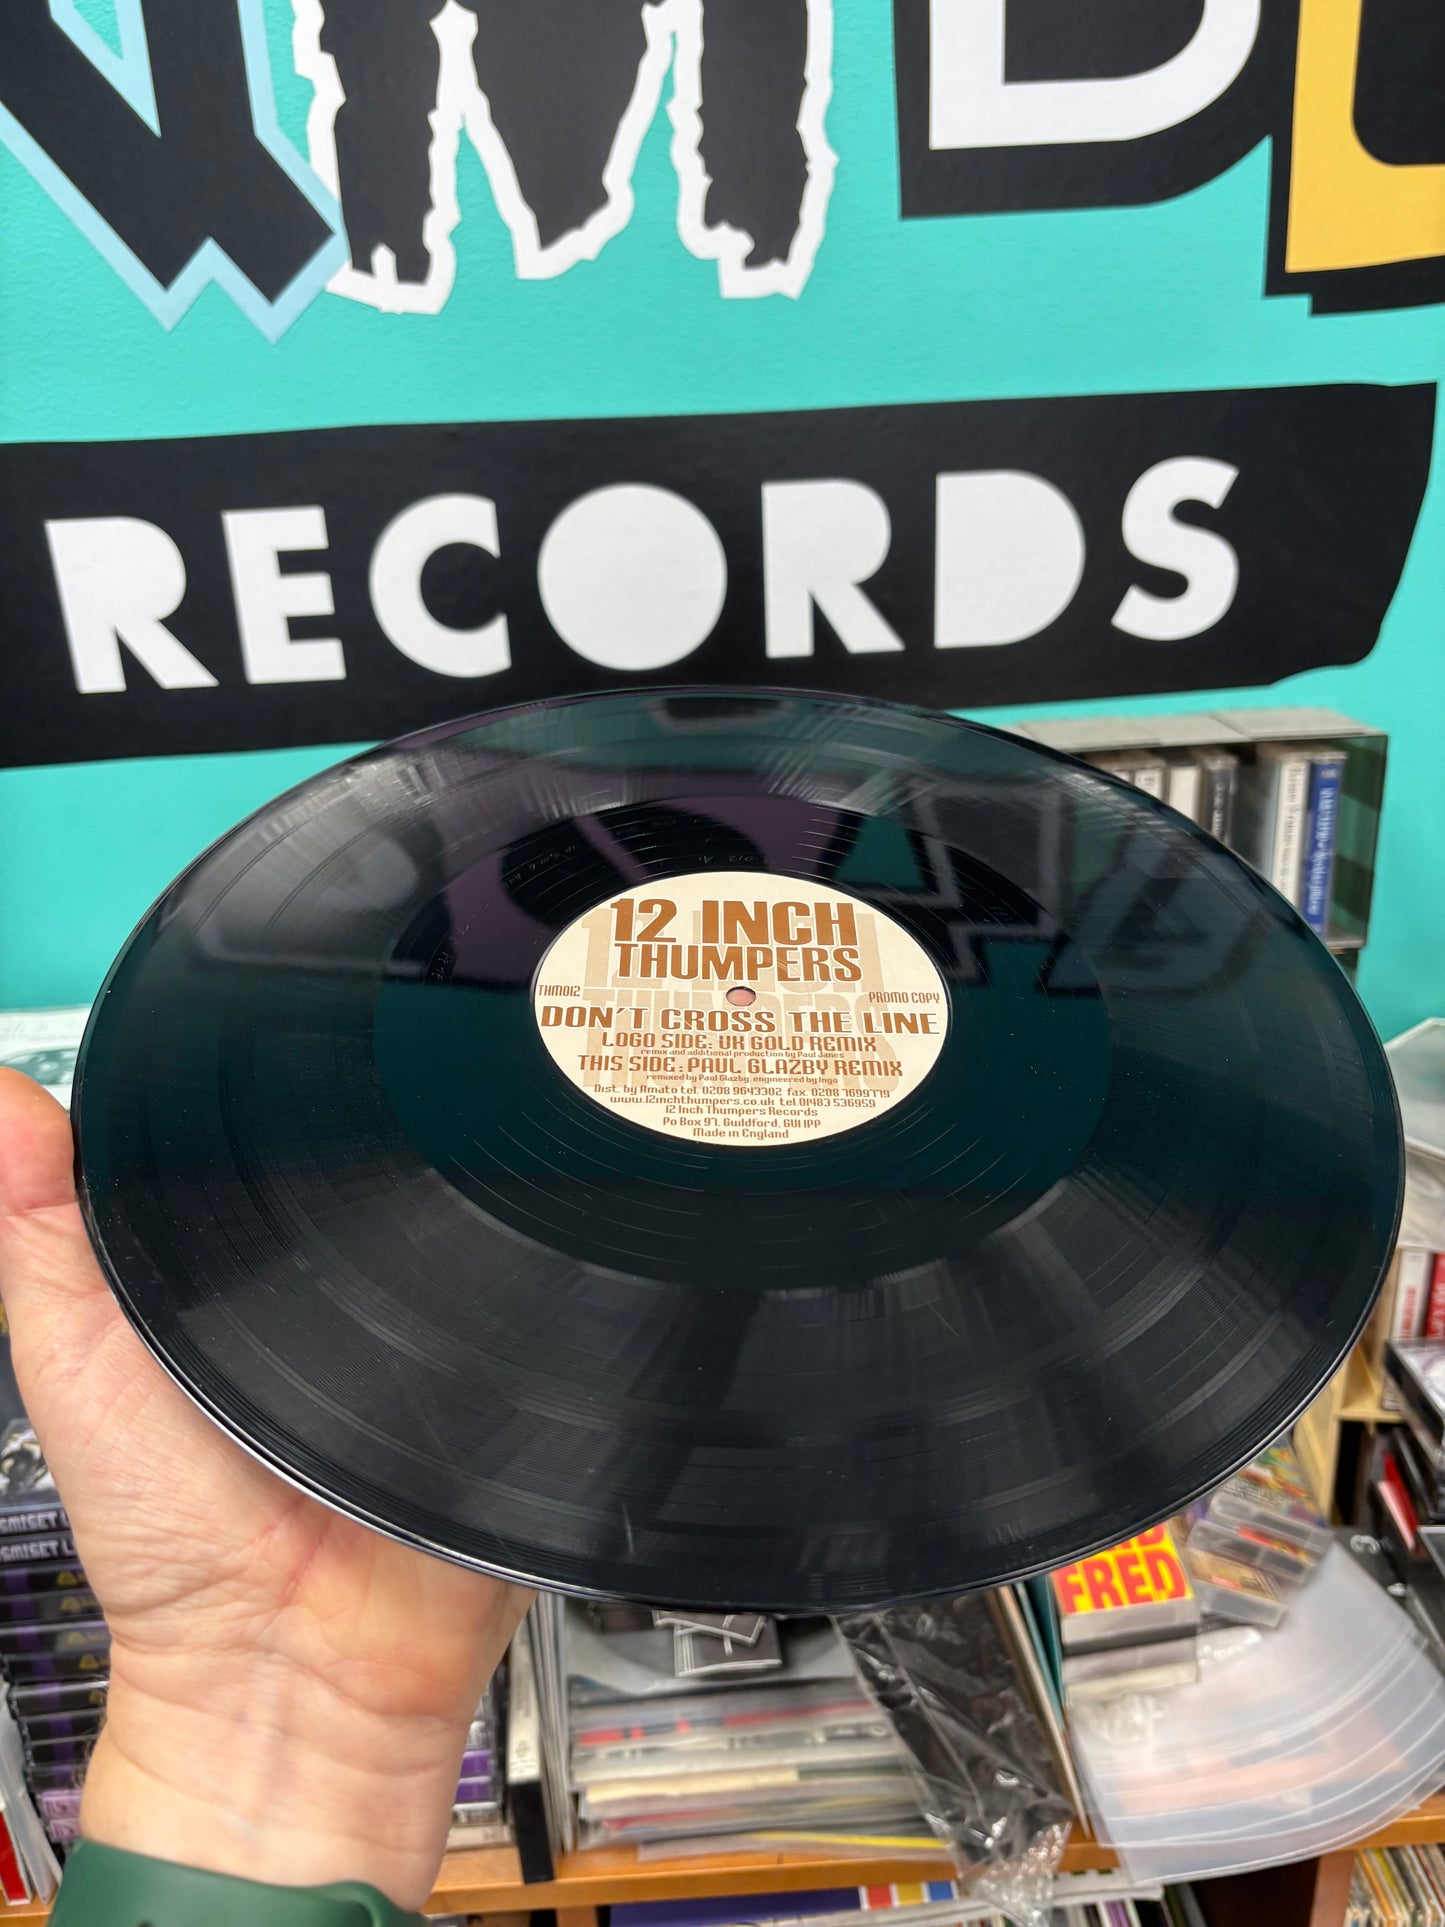 RECORDS
12 INCH
THUMPERS
THM012
PROMO COPY
DON'T CROSS THE LINE
LOGO SIDE: UK GOLD REMIX
remix and additional production by Paul Janes
THIS SIDE: PAUL GLAZBY REMIX
remixed by Paul Glazby, engineered by Ingo
Dist. by Amato tel. 0208 9643302 fax. 0208 7699779
www.12inchthumpers.co.uk tel.01483 536959
12 Inch Thumpers Records
Po Box 97, Guildford, GU1 1PP
Made in England
FRED